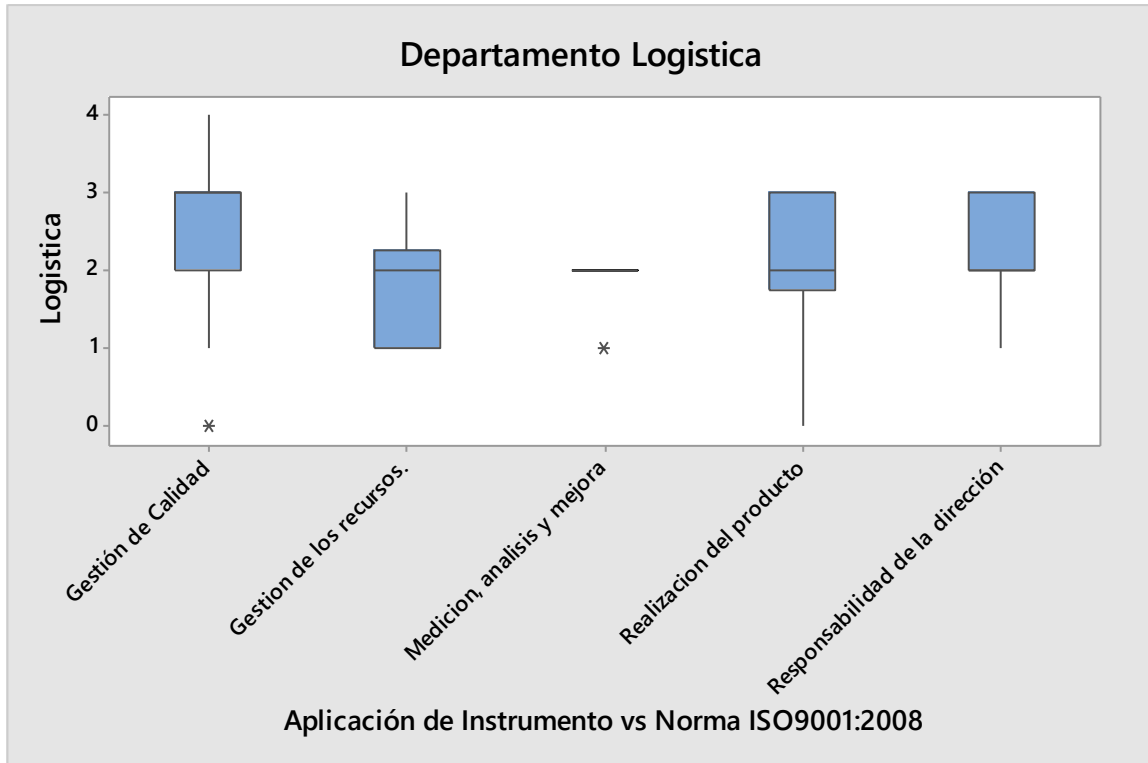 Departamento Logistica
Logistica
4
3
2
1
0
Gestión de Calidad
Gestion de los recursos.
Medicion, analisis y mejora
Realizacion del producto
Responsabilidad de la dirección
Aplicación de Instrumento vs Norma ISO9001:2008